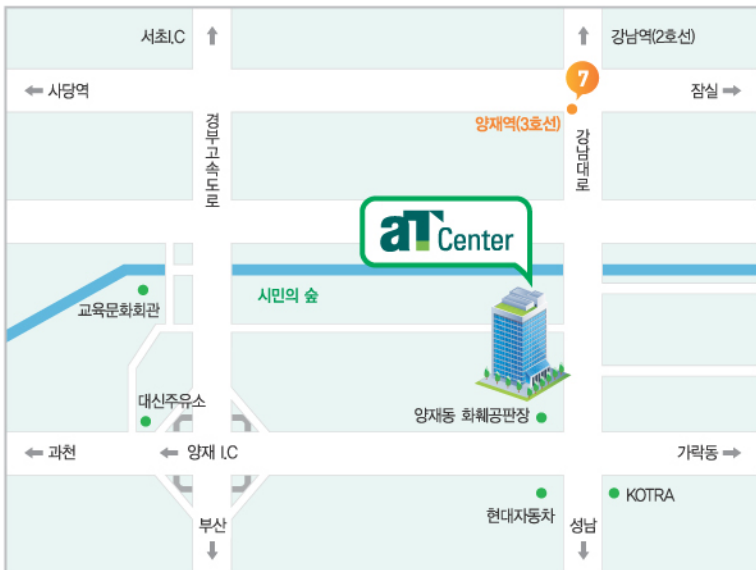 서초I.C
강남역(2호선)
7
사당역
잠실
양재역(3호선)
경부고속도로
강남대로
aT Center
시민의 숲
교육문화회관
대신주유소
양재동 화훼공판장
과천
양재 I.C
가락동
현대자동차
KOTRA
부산
성남